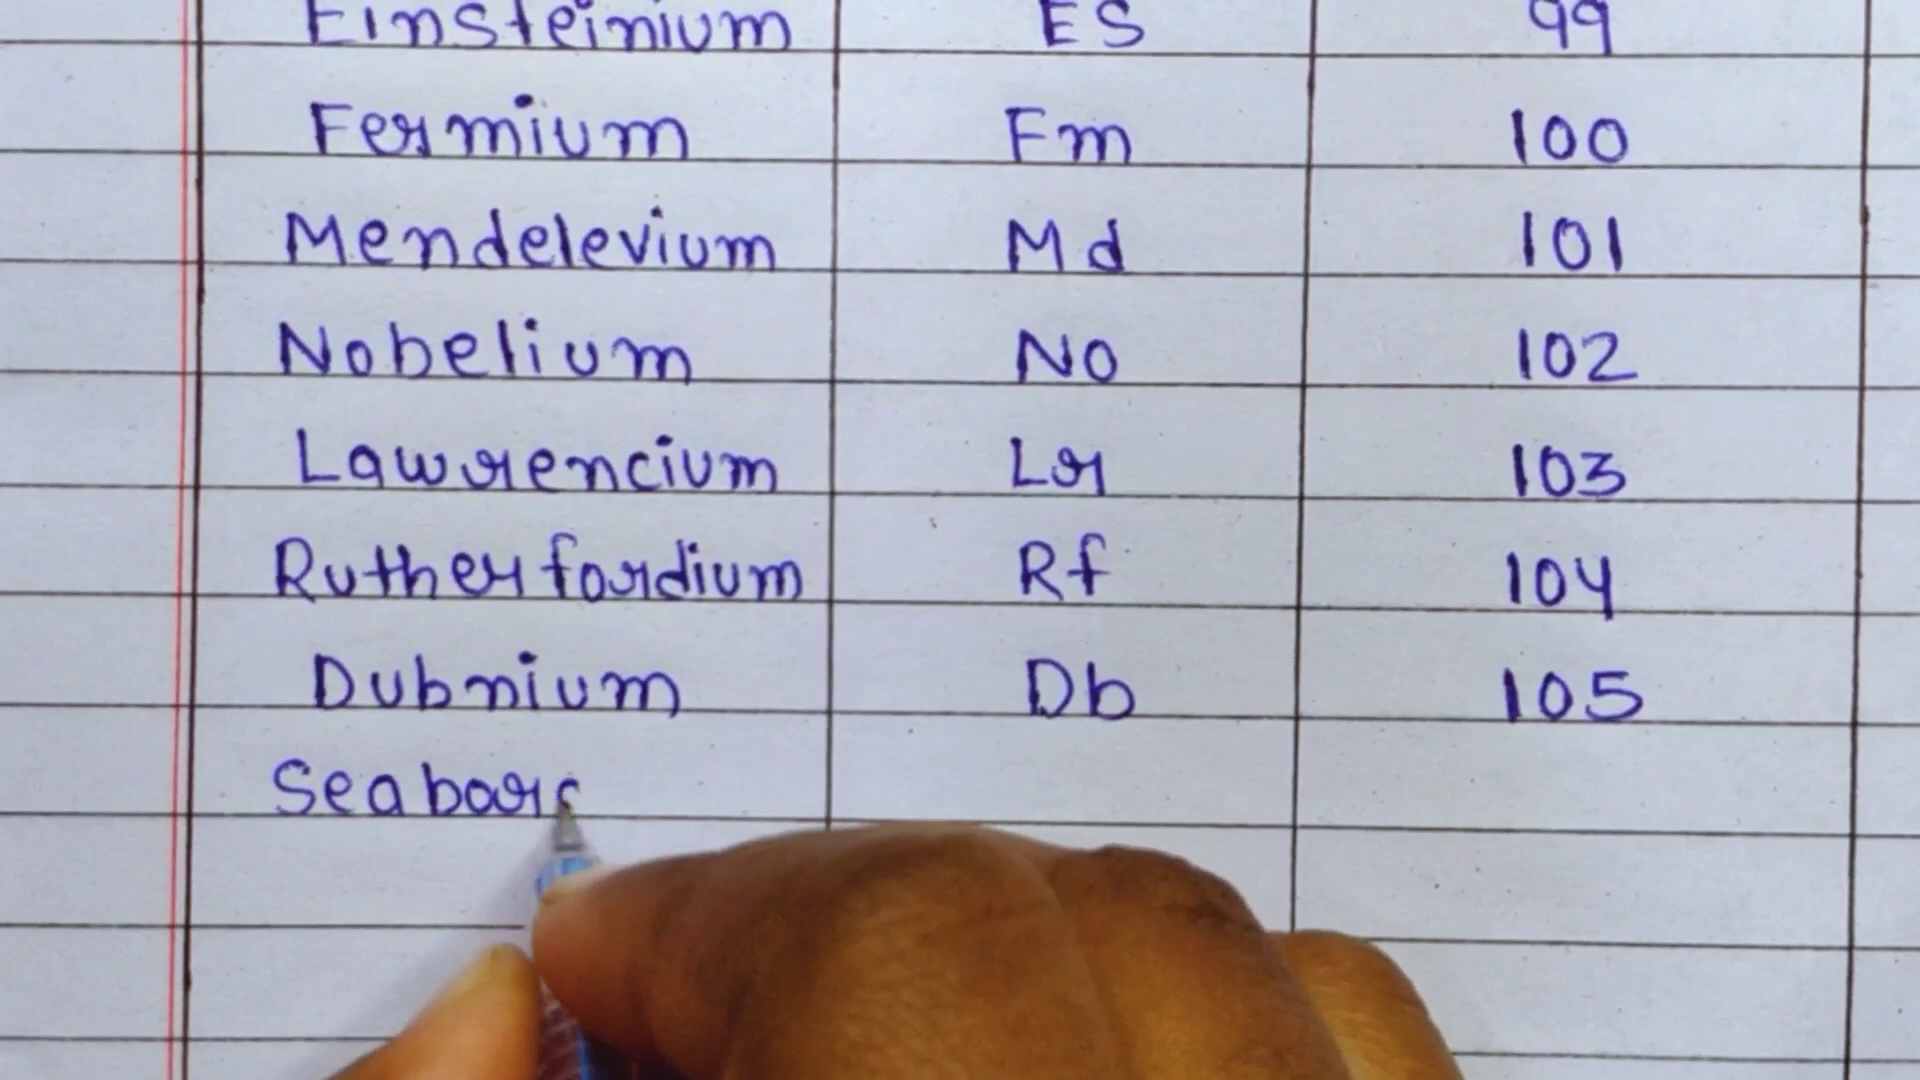 Einsteinium ES 99
Fermium Fm 100
Mendelevium Md 101
Nobelium No 102
Lawrencium Lr 103
Rutherfordium Rf 104
Dubnium Db 105
Seabor